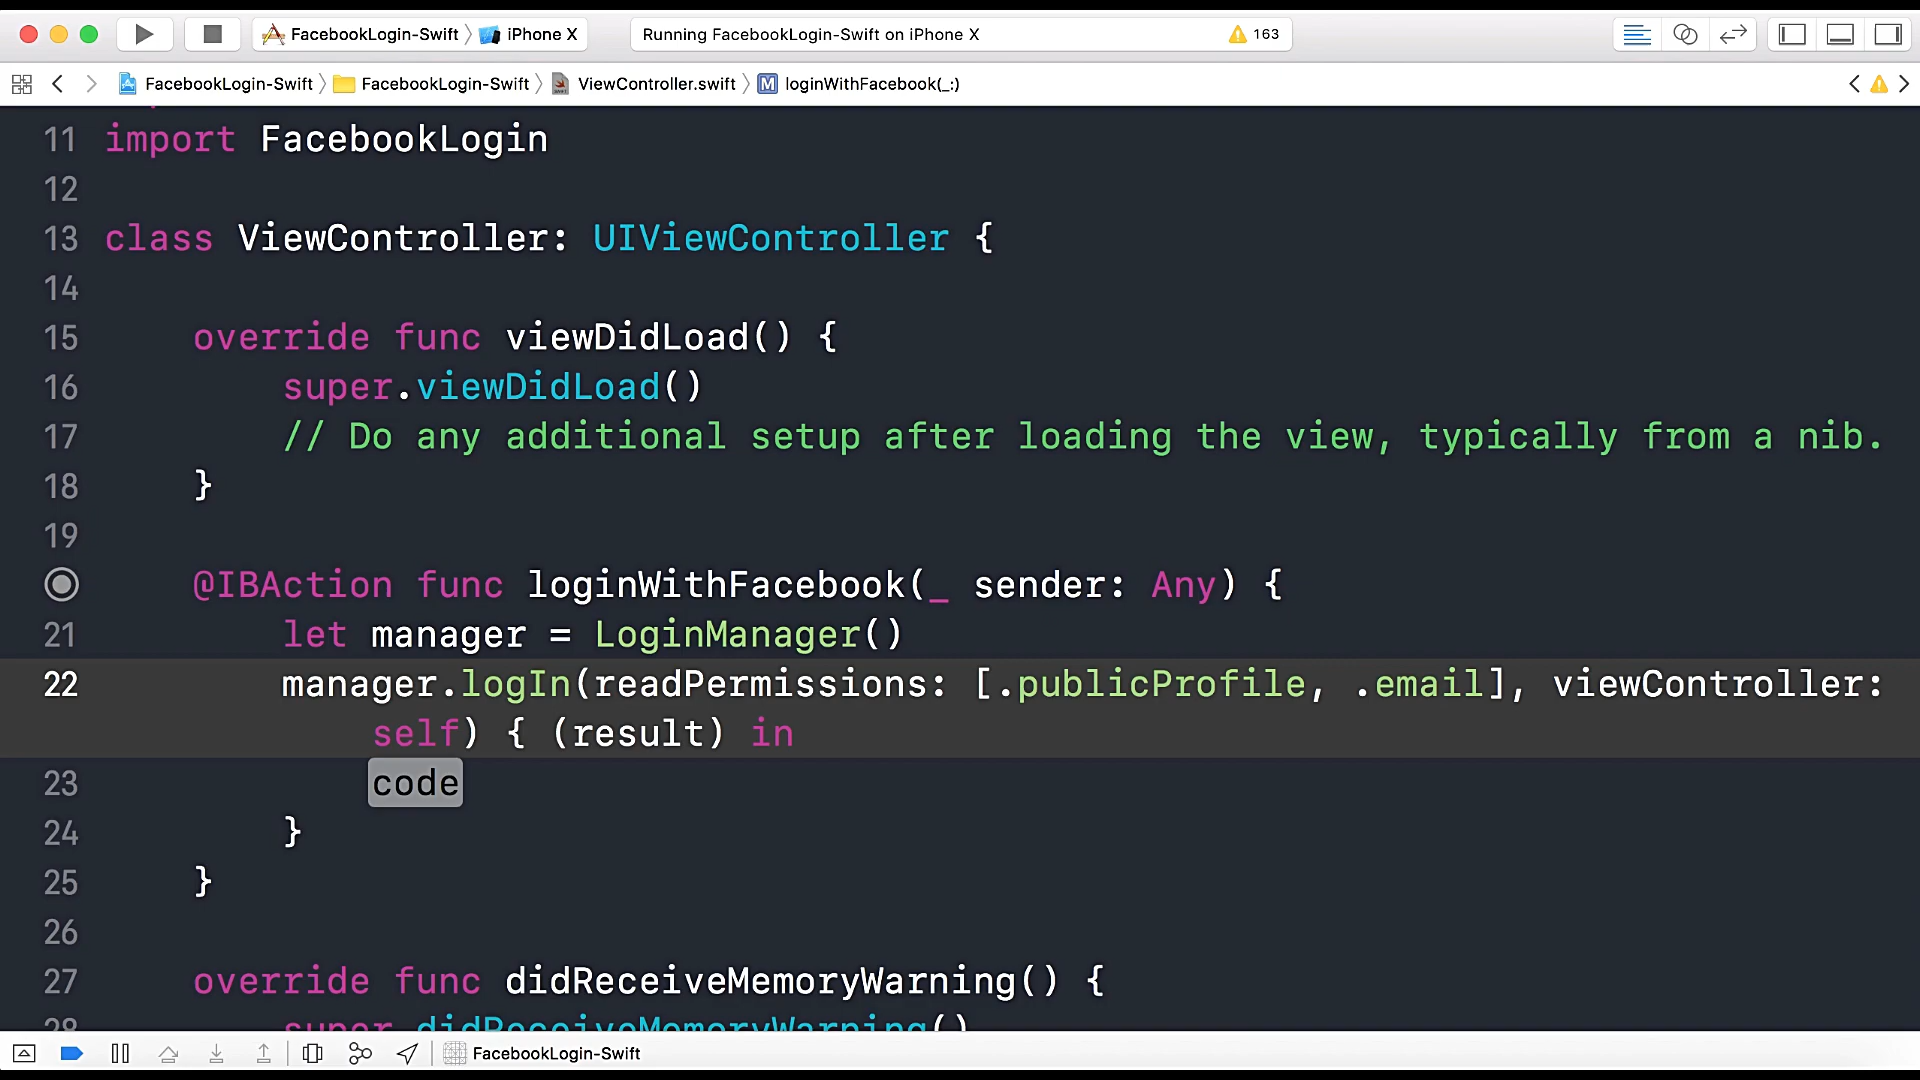 FacebookLogin-Swift iPhone X Running FacebookLogin-Swift on iPhone X 163
FacebookLogin-Swift FacebookLogin-Swift ViewController.swift M loginWithFacebook(_:)
11 import FacebookLogin
12
13 class ViewController: UIViewController {
14
15 override func viewDidLoad() {
16 super.viewDidLoad()
17 // Do any additional setup after loading the view, typically from a nib.
18 }
19
@IBAction func loginWithFacebook(_ sender: Any) {
21 let manager = LoginManager()
22 manager.logIn(readPermissions: [.publicProfile, .email], viewController:
self) { (result) in
23 code
24 }
25 }
26
27 override func didReceiveMemoryWarning() {
28 super.didReceiveMemoryWarning()
FacebookLogin-Swift